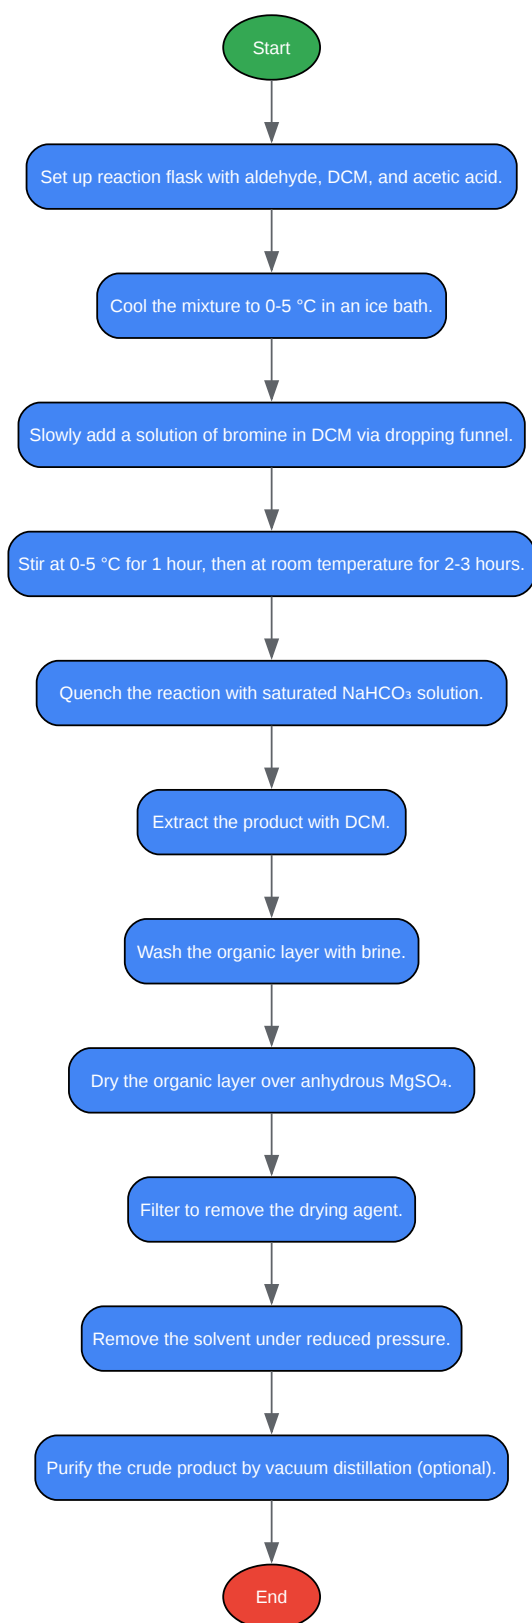 Start
Set up reaction flask with aldehyde, DCM, and acetic acid.
Cool the mixture to 0-5 °C in an ice bath.
Slowly add a solution of bromine in DCM via dropping funnel.
Stir at 0-5 °C for 1 hour, then at room temperature for 2-3 hours.
Quench the reaction with saturated NaHCO₃ solution.
Extract the product with DCM.
Wash the organic layer with brine.
Dry the organic layer over anhydrous MgSO₄.
Filter to remove the drying agent.
Remove the solvent under reduced pressure.
Purify the crude product by vacuum distillation (optional).
End